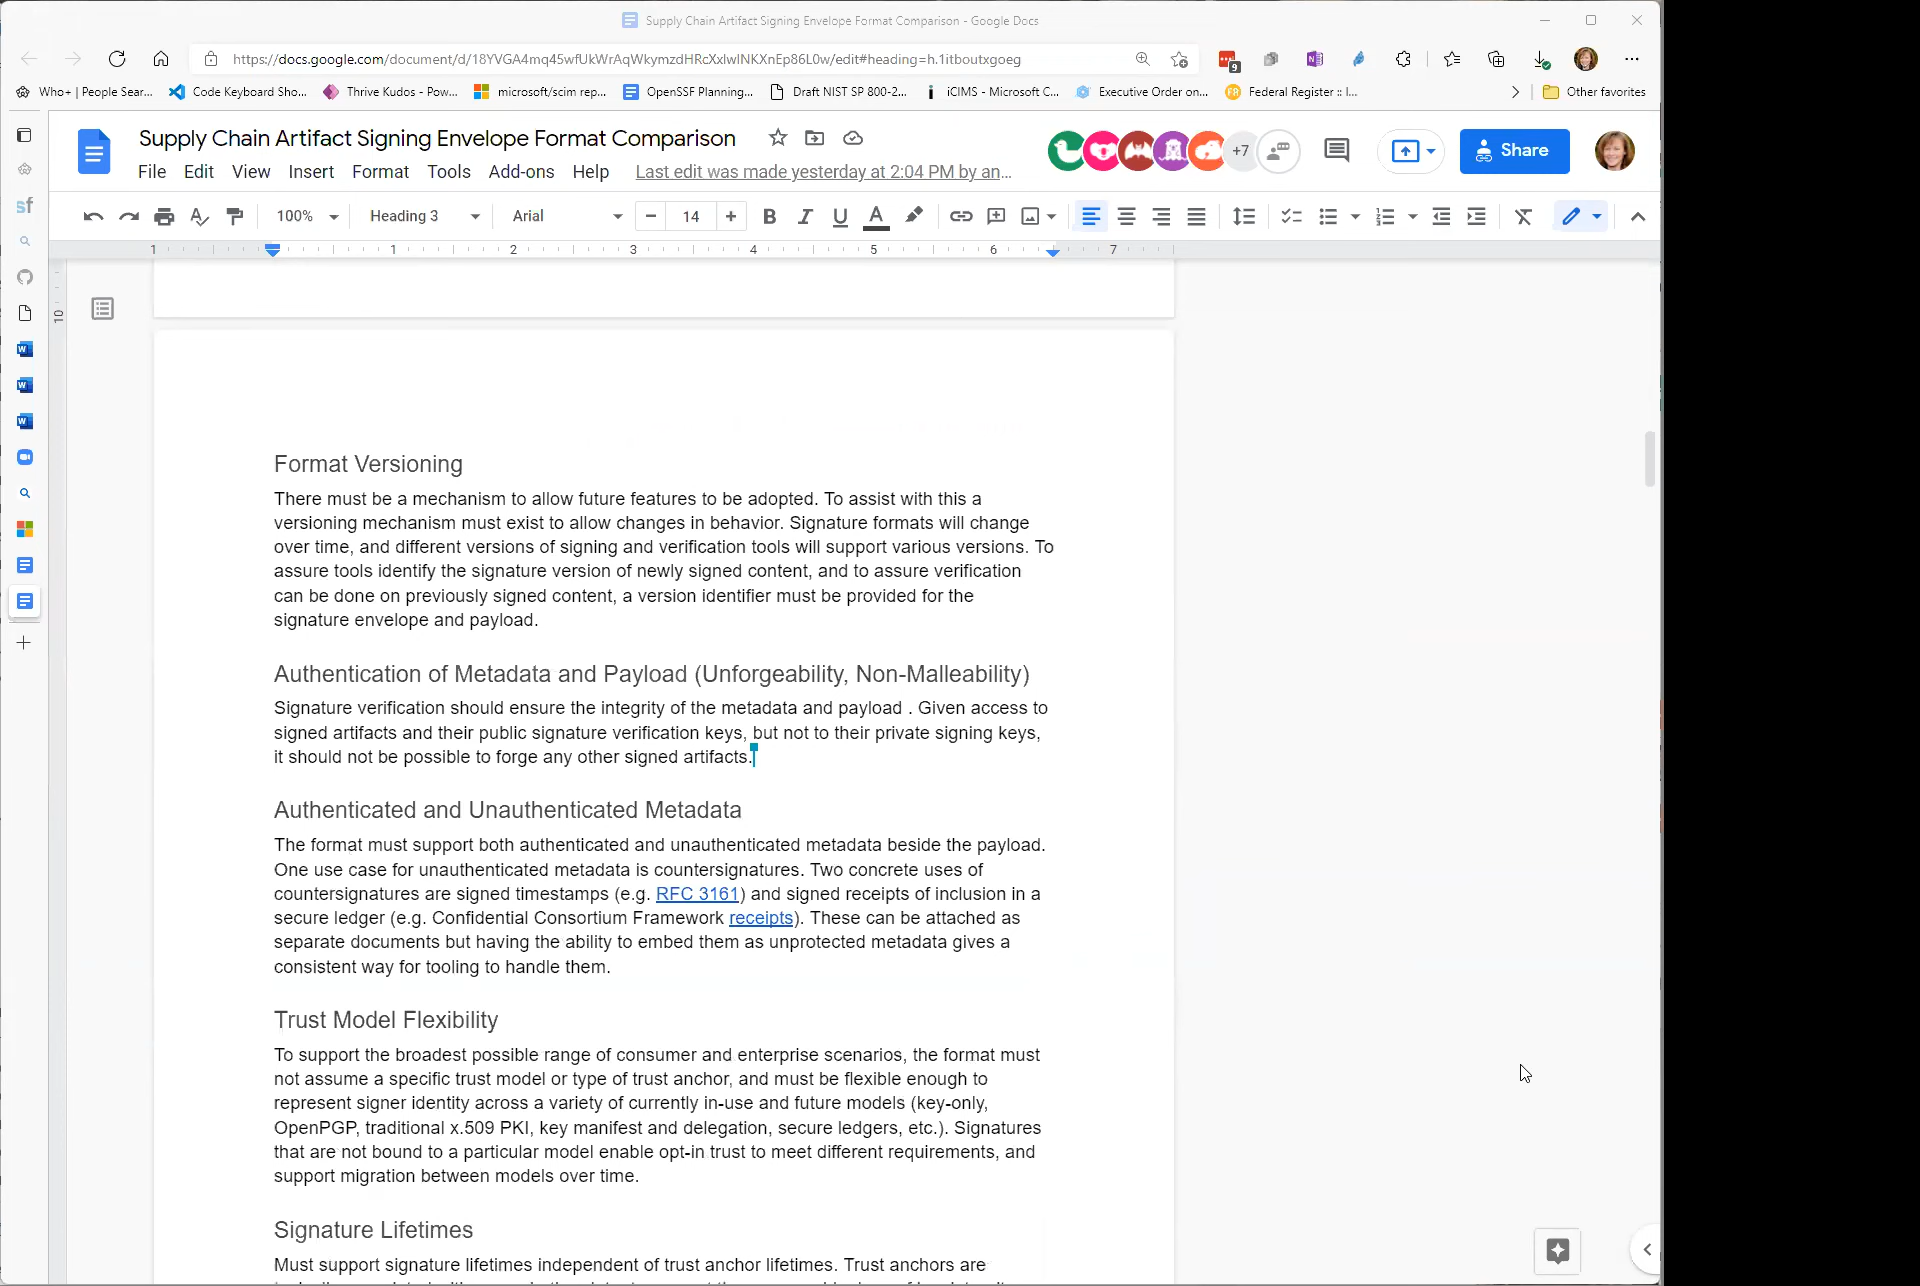 Supply Chain Artifact Signing Envelope Format Comparison - Google Docs
https://docs.google.com/document/d/18YVGA4mq45wfUkWrAqWkymzdHRcXxlwlNKXnEp86L0w/edit#heading=h.1itboutxgoeg
9
Who+ | People Sear... Code Keyboard Sho... Thrive Kudos - Pow... microsoft/scim rep... OpenSSF Planning... Draft NIST SP 800-2... iCIMS - Microsoft C... Executive Order on... Federal Register :: I... Other favorites
Supply Chain Artifact Signing Envelope Format Comparison
+7
Share
File Edit View Insert Format Tools Add-ons Help Last edit was made yesterday at 2:04 PM by an...
100% Heading 3 Arial 14 B I U A
1 1 2 3 4 5 6 7
sf
10
Format Versioning
There must be a mechanism to allow future features to be adopted. To assist with this a
versioning mechanism must exist to allow changes in behavior. Signature formats will change
over time, and different versions of signing and verification tools will support various versions. To
assure tools identify the signature version of newly signed content, and to assure verification
can be done on previously signed content, a version identifier must be provided for the
signature envelope and payload.
Authentication of Metadata and Payload (Unforgeability, Non-Malleability)
Signature verification should ensure the integrity of the metadata and payload . Given access to
signed artifacts and their public signature verification keys, but not to their private signing keys,
it should not be possible to forge any other signed artifacts.
Authenticated and Unauthenticated Metadata
The format must support both authenticated and unauthenticated metadata beside the payload.
One use case for unauthenticated metadata is countersignatures. Two concrete uses of
countersignatures are signed timestamps (e.g. RFC 3161) and signed receipts of inclusion in a
secure ledger (e.g. Confidential Consortium Framework receipts). These can be attached as
separate documents but having the ability to embed them as unprotected metadata gives a
consistent way for tooling to handle them.
Trust Model Flexibility
To support the broadest possible range of consumer and enterprise scenarios, the format must
not assume a specific trust model or type of trust anchor, and must be flexible enough to
represent signer identity across a variety of currently in-use and future models (key-only,
OpenPGP, traditional x.509 PKI, key manifest and delegation, secure ledgers, etc.). Signatures
that are not bound to a particular model enable opt-in trust to meet different requirements, and
support migration between models over time.
Signature Lifetimes
Must support signature lifetimes independent of trust anchor lifetimes. Trust anchors are